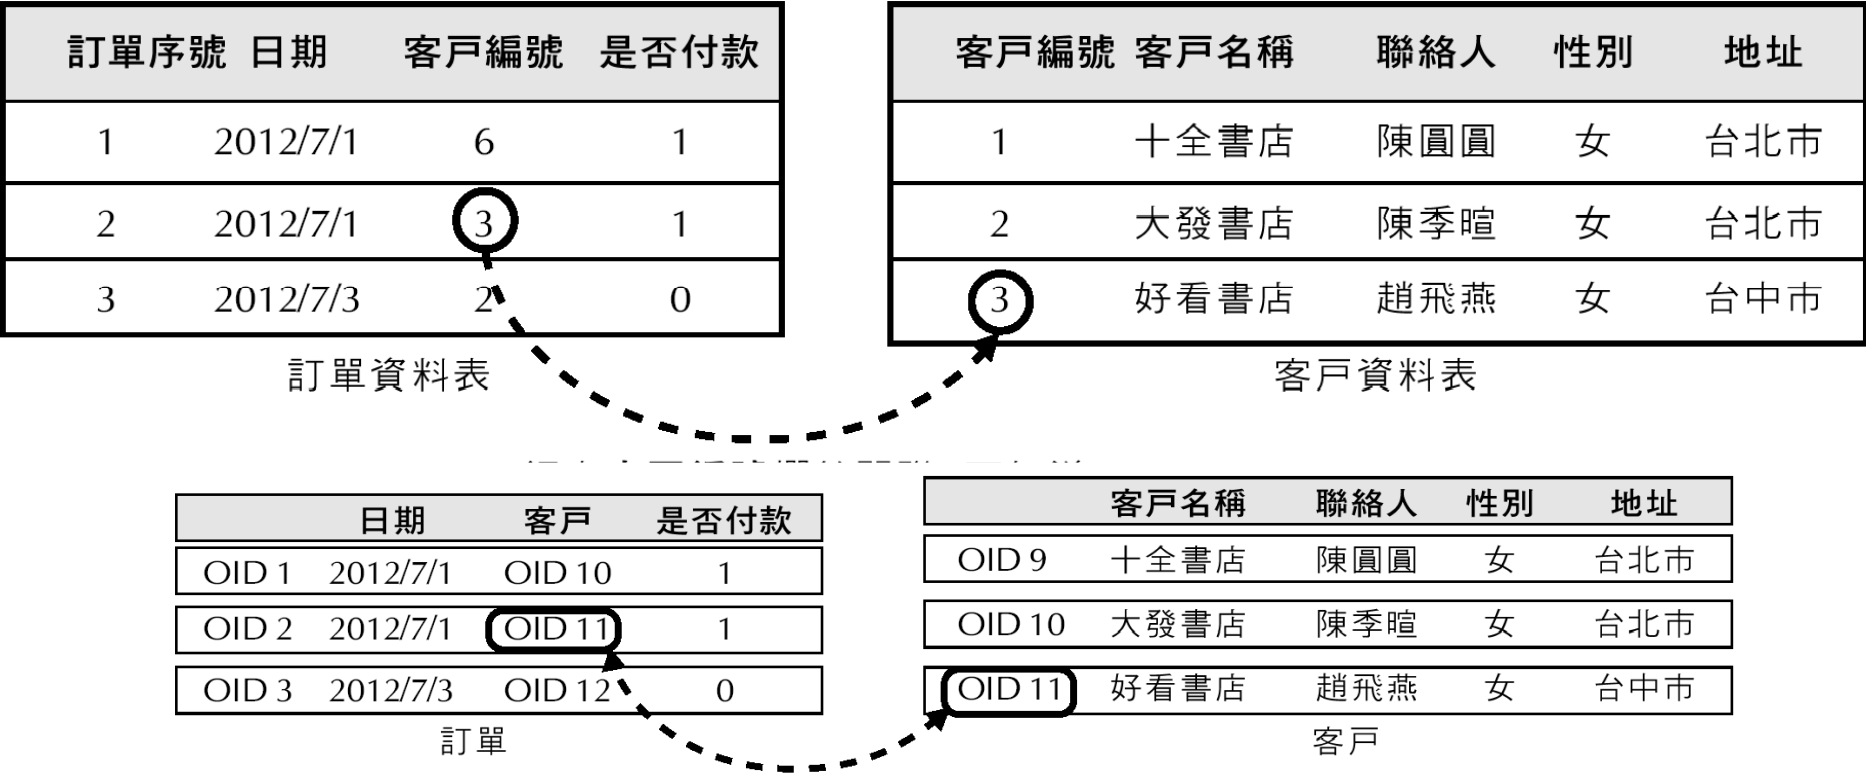 訂單序號 日期 客戶編號 是否付款
1 2012/7/1 6 1
2 2012/7/1 3 1
3 2012/7/3 2 0
訂單資料表
客戶編號 客戶名稱 聯絡人 性別 地址
1 十全書店 陳圓圓 女 台北市
2 大發書店 陳季暄 女 台北市
3 好看書店 趙飛燕 女 台中市
客戶資料表
日期 客戶 是否付款
OID 1 2012/7/1 OID 10 1
OID 2 2012/7/1 OID 11 1
OID 3 2012/7/3 OID 12 0
訂單
客戶名稱 聯絡人 性別 地址
OID 9 十全書店 陳圓圓 女 台北市
OID 10 大發書店 陳季暄 女 台北市
OID 11 好看書店 趙飛燕 女 台中市
客戶